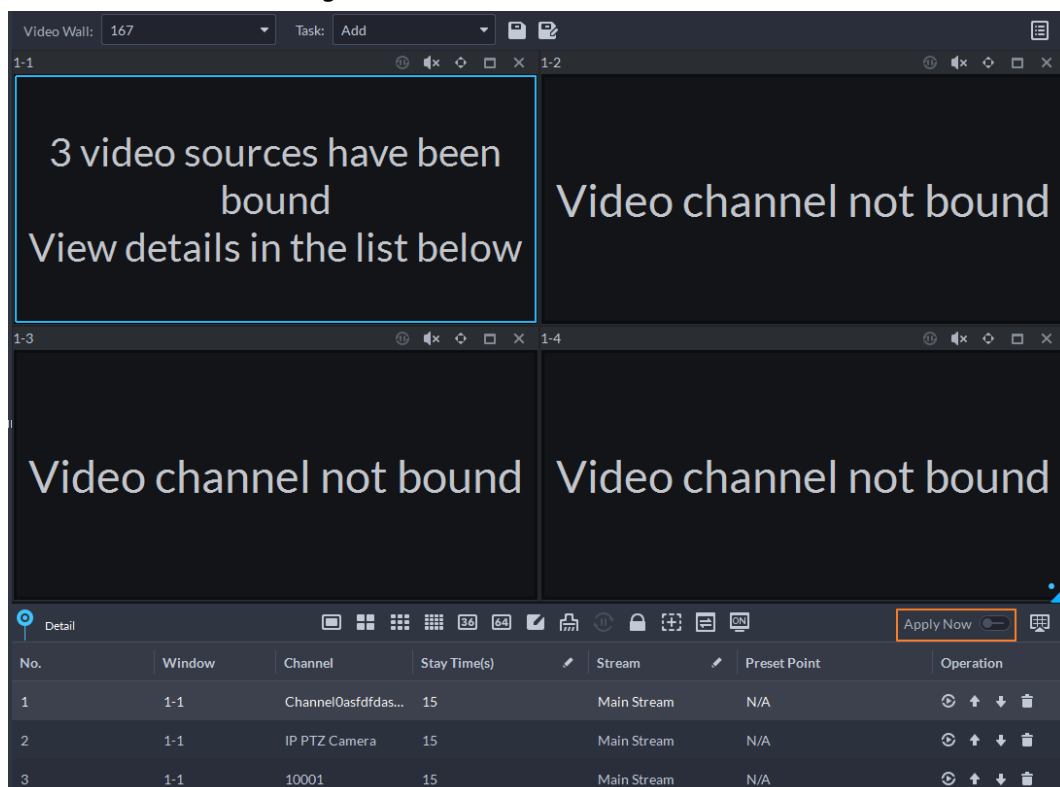 Video Wall: 167 Task: Add
1-1
1-2
3 video sources have been
bound
View details in the list below
Video channel not bound
1-3
1-4
Video channel not bound
Video channel not bound
Detail 36 64 ON Apply Now
No. Window Channel Stay Time(s) Stream Preset Point Operation
1 1-1 Channel0asfdfdas... 15 Main Stream N/A
2 1-1 IP PTZ Camera 15 Main Stream N/A
3 1-1 10001 15 Main Stream N/A